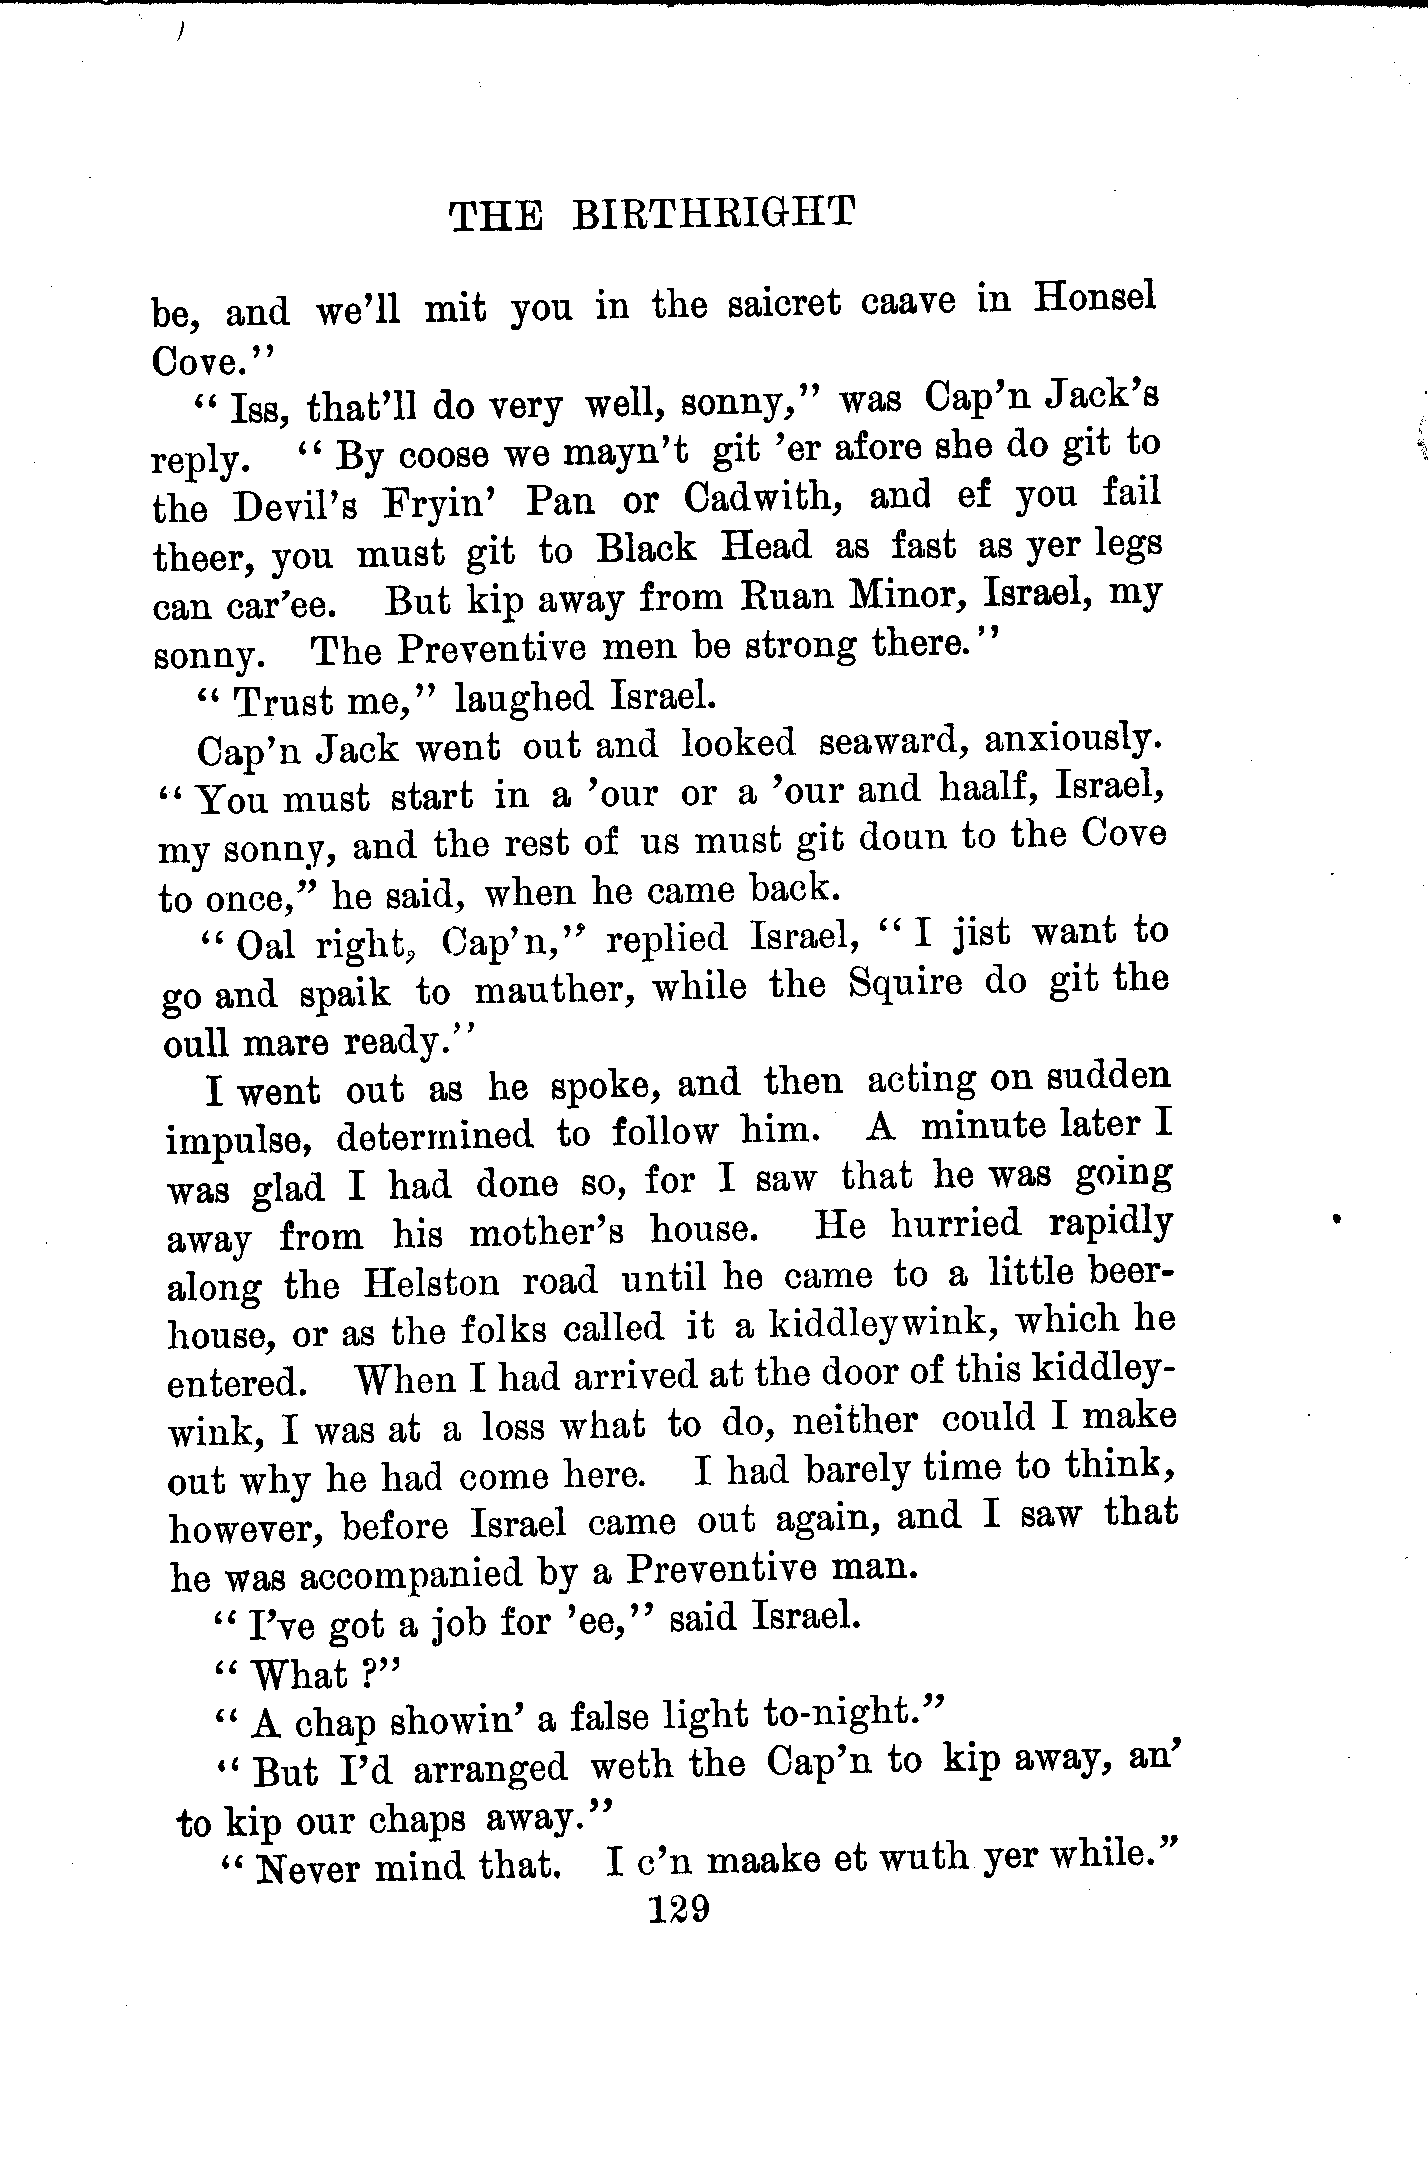 THE BIRTHRIGHT
be, and we'll mit you in the saicret caave in Honsel
Cove."
"Iss, that'll do very well, sonny," was Cap'n Jack's
reply. "By coose we mayn't git 'er afore she do git to
the Devil's Fryin' Pan or Cadwith, and ef you fail
theer, you must git to Black Head as fast as yer legs
can car'ee. But kip away from Ruan Minor, Israel, my
sonny. The Preventive men be strong there."
"Trust me," laughed Israel.
Cap'n Jack went out and looked seaward, anxiously.
"You must start in a 'our or a 'our and haalf, Israel,
my sonny, and the rest of us must git doun to the Cove
to once," he said, when he came back.
"Oal right, Cap'n," replied Israel, "I jist want to
go and spaik to mauther, while the Squire do git the
oull mare ready."
I went out as he spoke, and then acting on sudden
impulse, determined to follow him. A minute later I
was glad I had done so, for I saw that he was going
away from his mother's house. He hurried rapidly
along the Helston road until he came to a little beer-
house, or as the folks called it a kiddleywink, which he
entered. When I had arrived at the door of this kiddley-
wink, I was at a loss what to do, neither could I make
out why he had come here. I had barely time to think,
however, before Israel came out again, and I saw that
he was accompanied by a Preventive man.
"I've got a job for 'ee," said Israel.
"What?"
"A chap showin' a false light to-night."
"But I'd arranged weth the Cap'n to kip away, an'
to kip our chaps away."
"Never mind that. I c'n maake et wuth yer while."
129